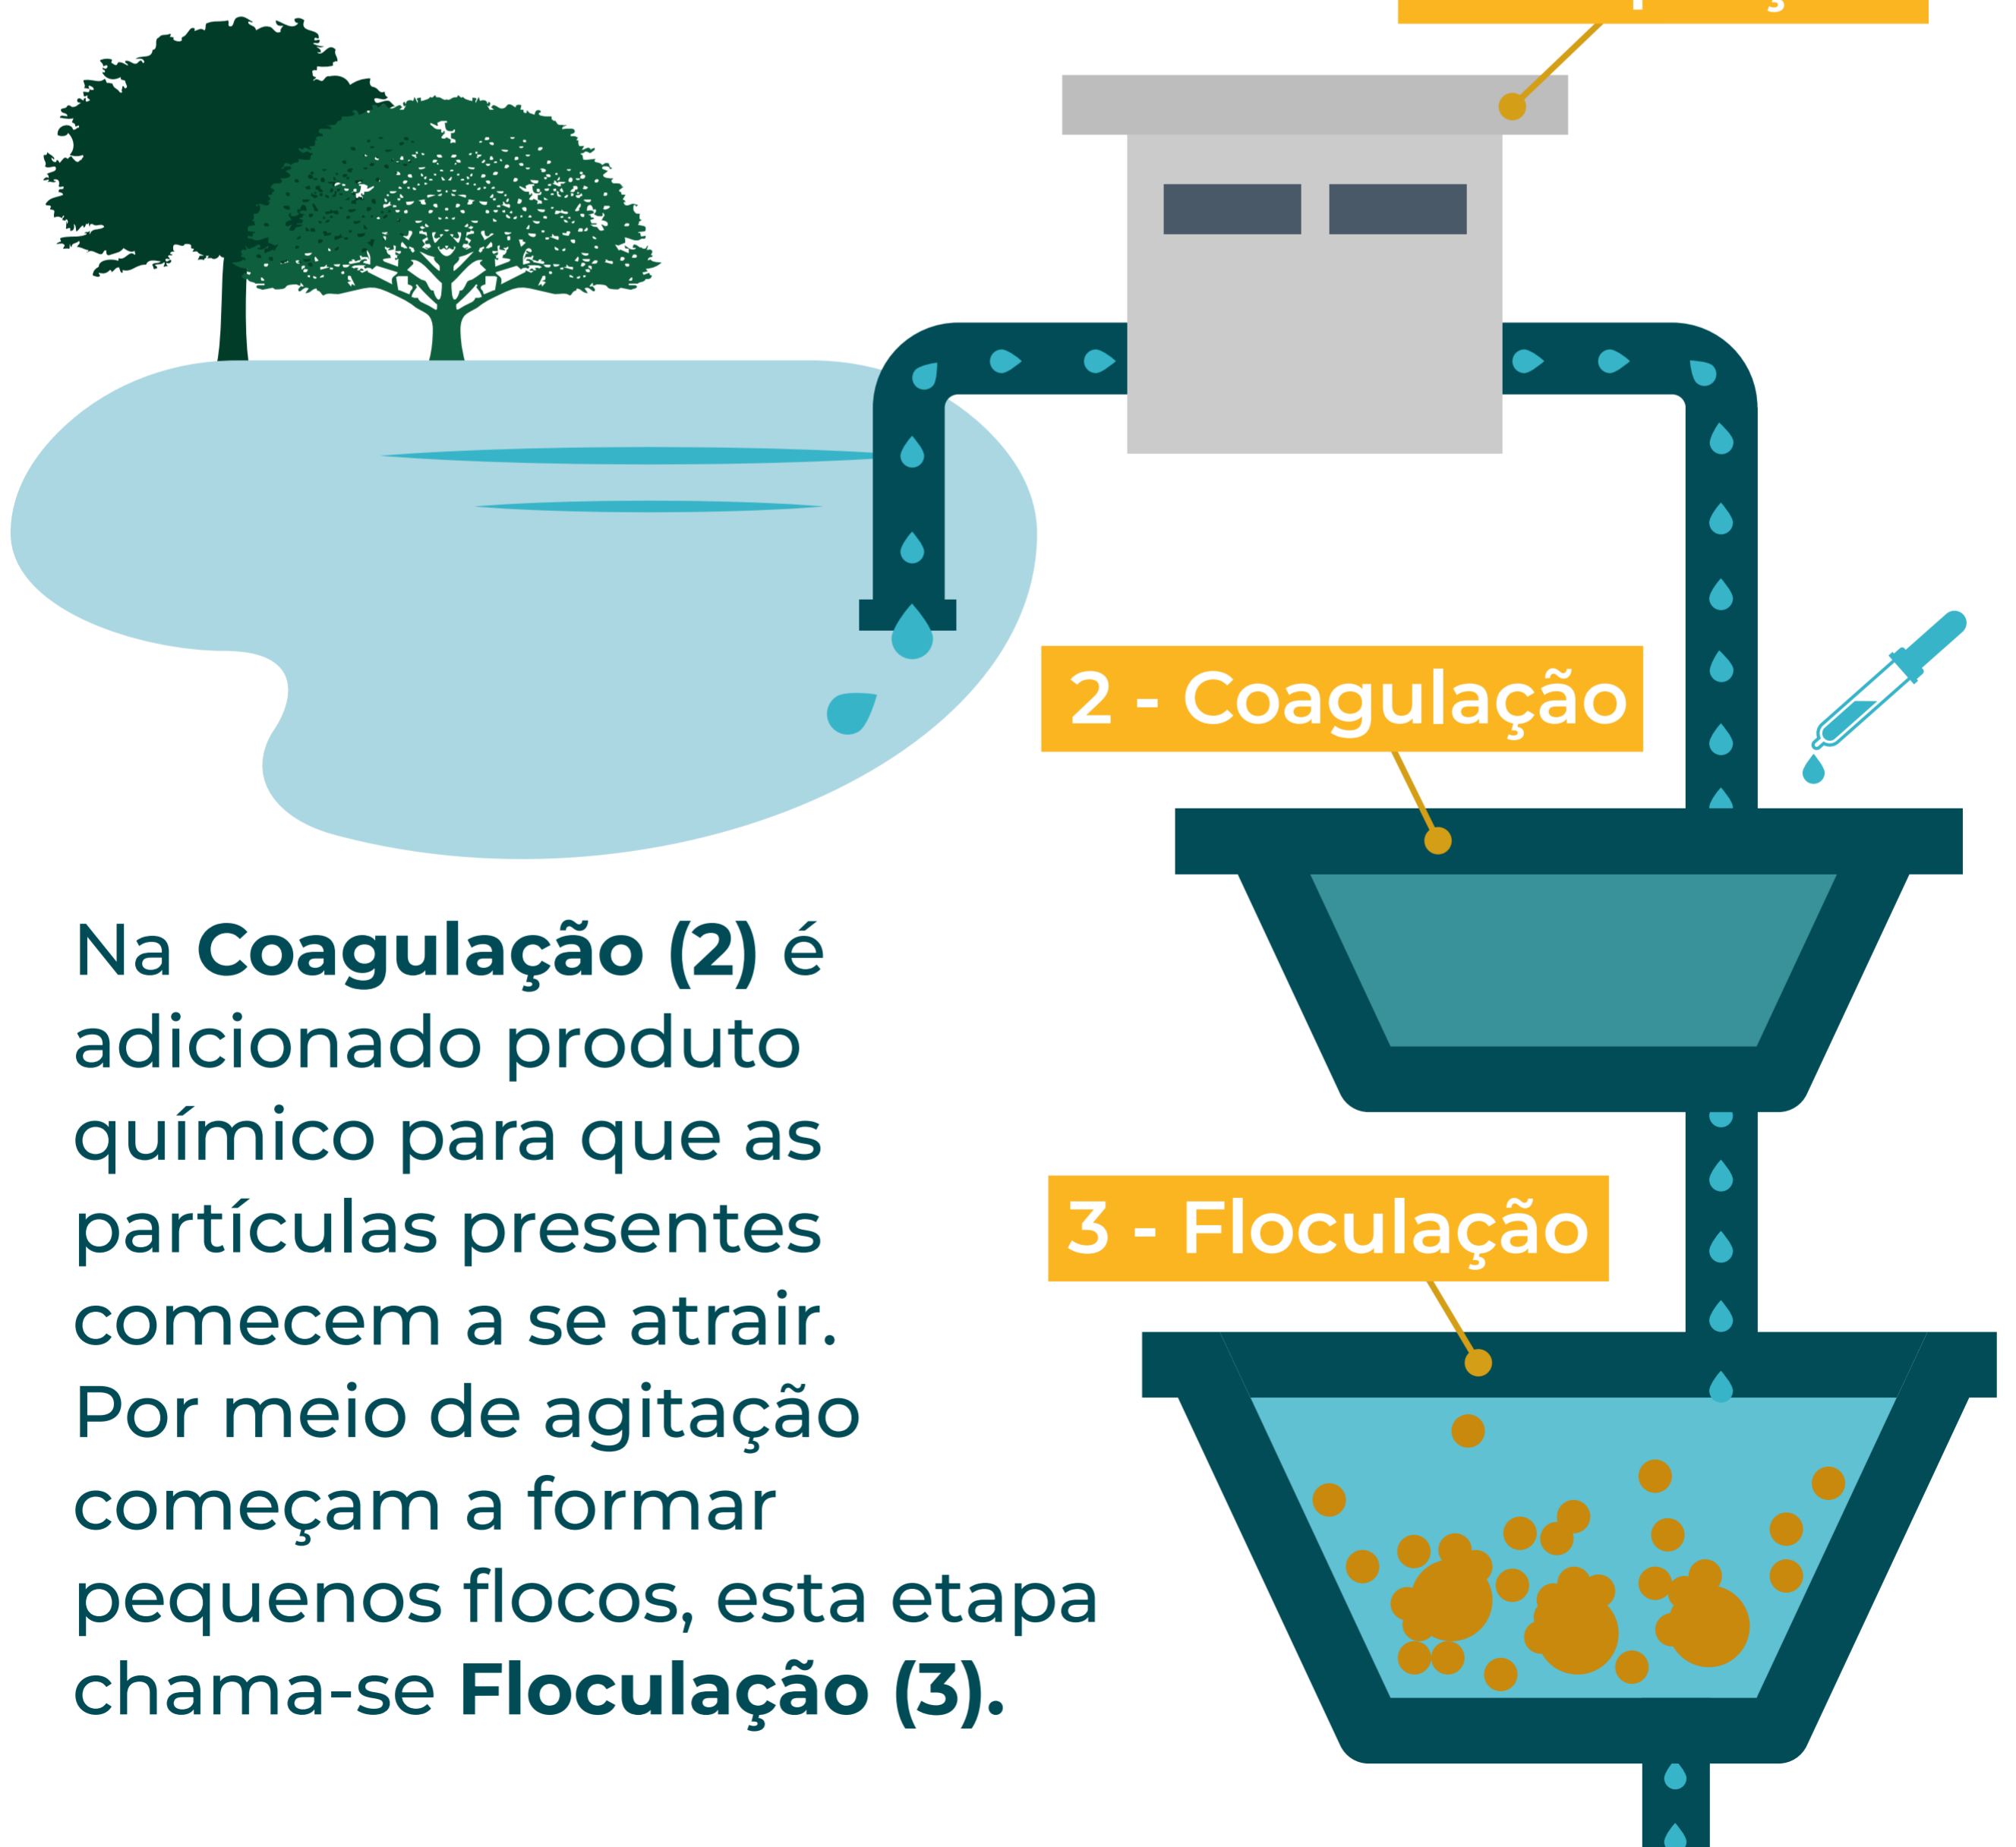 2 - Coagulação
Na Coagulação (2) é
adicionado produto
químico para que as
partículas presentes
comecem a se atrair.
Por meio de agitação
começam a formar
pequenos flocos, esta etapa
chama-se Floculação (3).
3 - Floculação